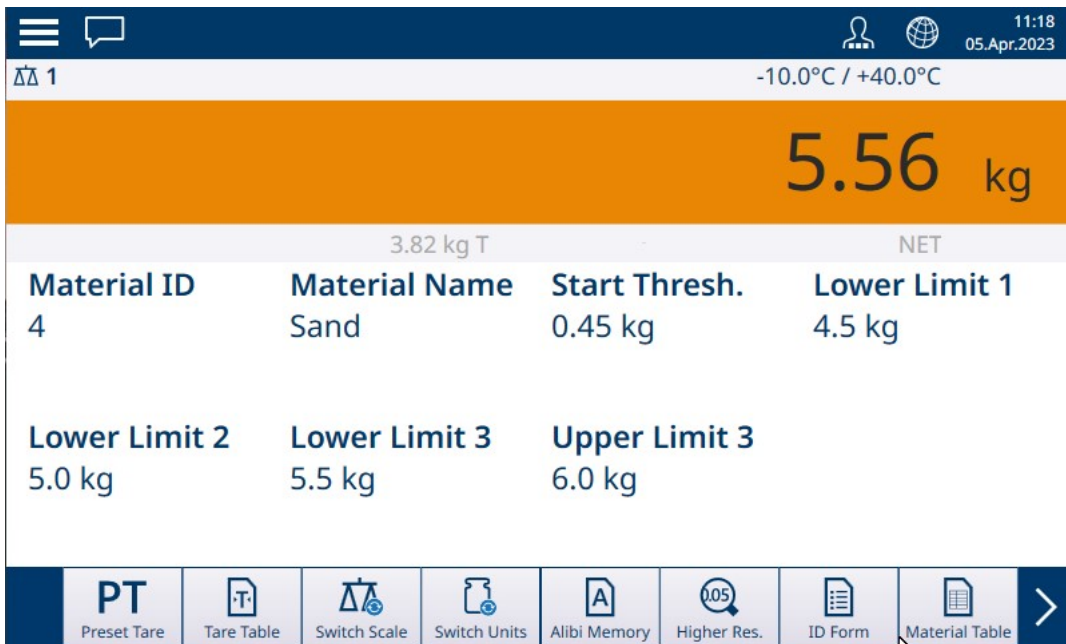 11:18
05.Apr.2023
1
-10.0°C / +40.0°C
5.56 kg
3.82 kg T NET
Material ID Material Name Start Thresh. Lower Limit 1
4 Sand 0.45 kg 4.5 kg
Lower Limit 2 Lower Limit 3 Upper Limit 3
5.0 kg 5.5 kg 6.0 kg
PT T A 0.05
Preset Tare Tare Table Switch Scale Switch Units Alibi Memory Higher Res. ID Form Material Table